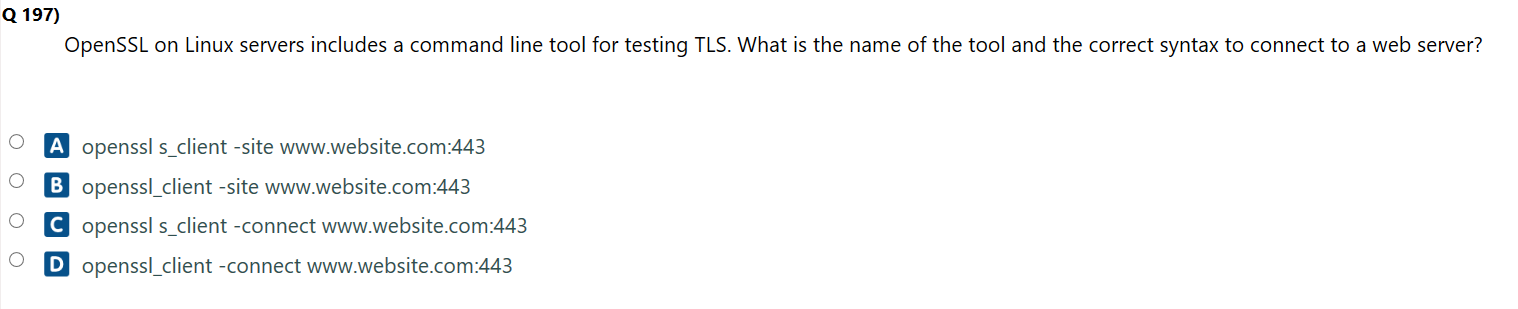 Q 197)
OpenSSL on Linux servers includes a command line tool for testing TLS. What is the name of the tool and the correct syntax to connect to a web server?
A openssl s_client -site www.website.com:443
B openssl_client -site www.website.com:443
C openssl s_client -connect www.website.com:443
D openssl_client -connect www.website.com:443